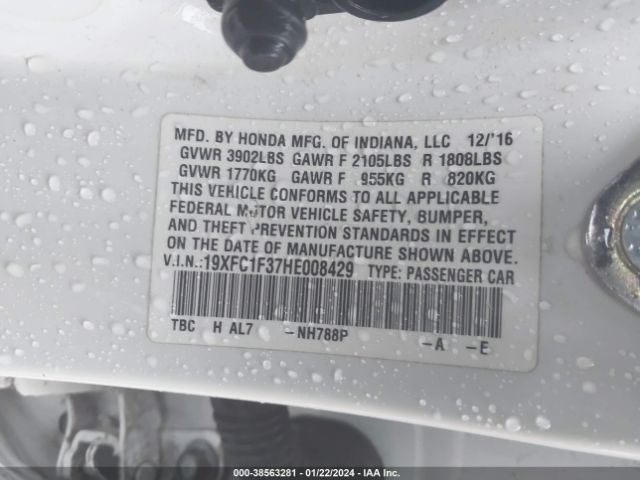 MFD. BY HONDA MFG. OF INDIANA, LLC 12/'16
GVWR 3902LBS GAWR F 2105LBS R 1808LBS
GVWR 1770KG GAWR F 955KG R 820KG
THIS VEHICLE CONFORMS TO ALL APPLICABLE
FEDERAL MOTOR VEHICLE SAFETY, BUMPER,
AND THEFT PREVENTION STANDARDS IN EFFECT
ON THE DATE OF MANUFACTURE SHOWN ABOVE.
V.I.N.:19XFC1F37HE008429 TYPE: PASSENGER CAR
TBC H AL7 -NH788P -A -E
000-38563281 - 01/22/2024 - IAA Inc.